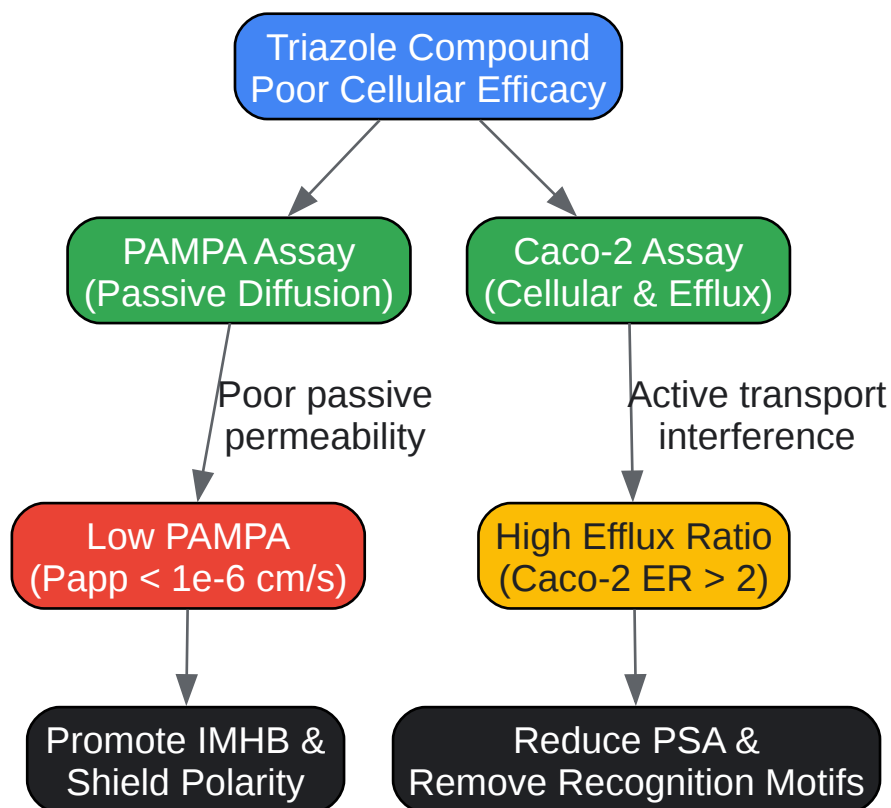 Triazole Compound
Poor Cellular Efficacy
PAMPA Assay
(Passive Diffusion)
Caco-2 Assay
(Cellular & Efflux)
Poor passive
permeability
Active transport
interference
Low PAMPA
(Papp < 1e-6 cm/s)
High Efflux Ratio
(Caco-2 ER > 2)
Promote IMHB &
Shield Polarity
Reduce PSA &
Remove Recognition Motifs